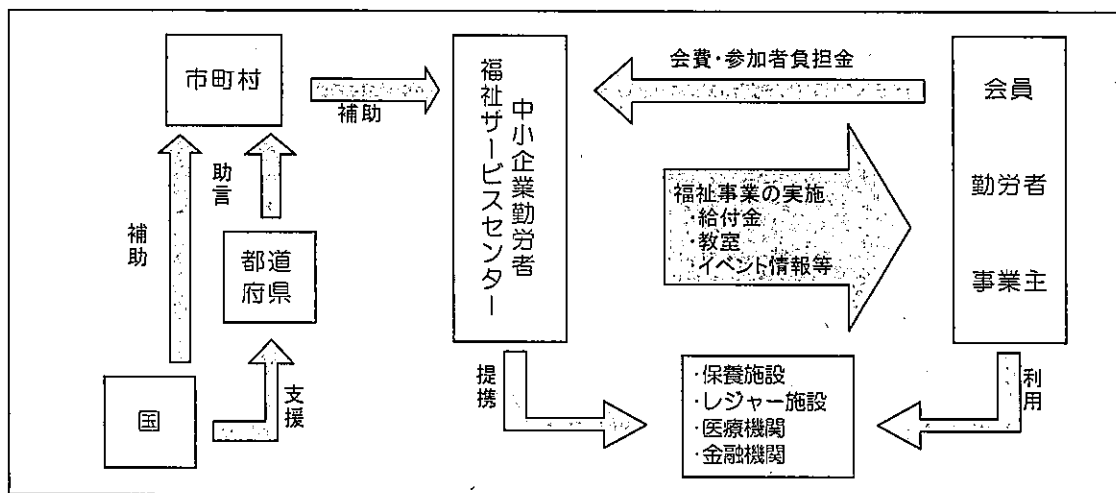 市町村
補助
中小企業勤労者
福祉サービスセンター
会費・参加者負担金
会員
勤労者
事業主
福祉事業の実施
・給付金
・教室
・イベント情報等
助言
補助
都道
府県
国
支援
提携
・保養施設
・レジャー施設
・医療機関
・金融機関
利用